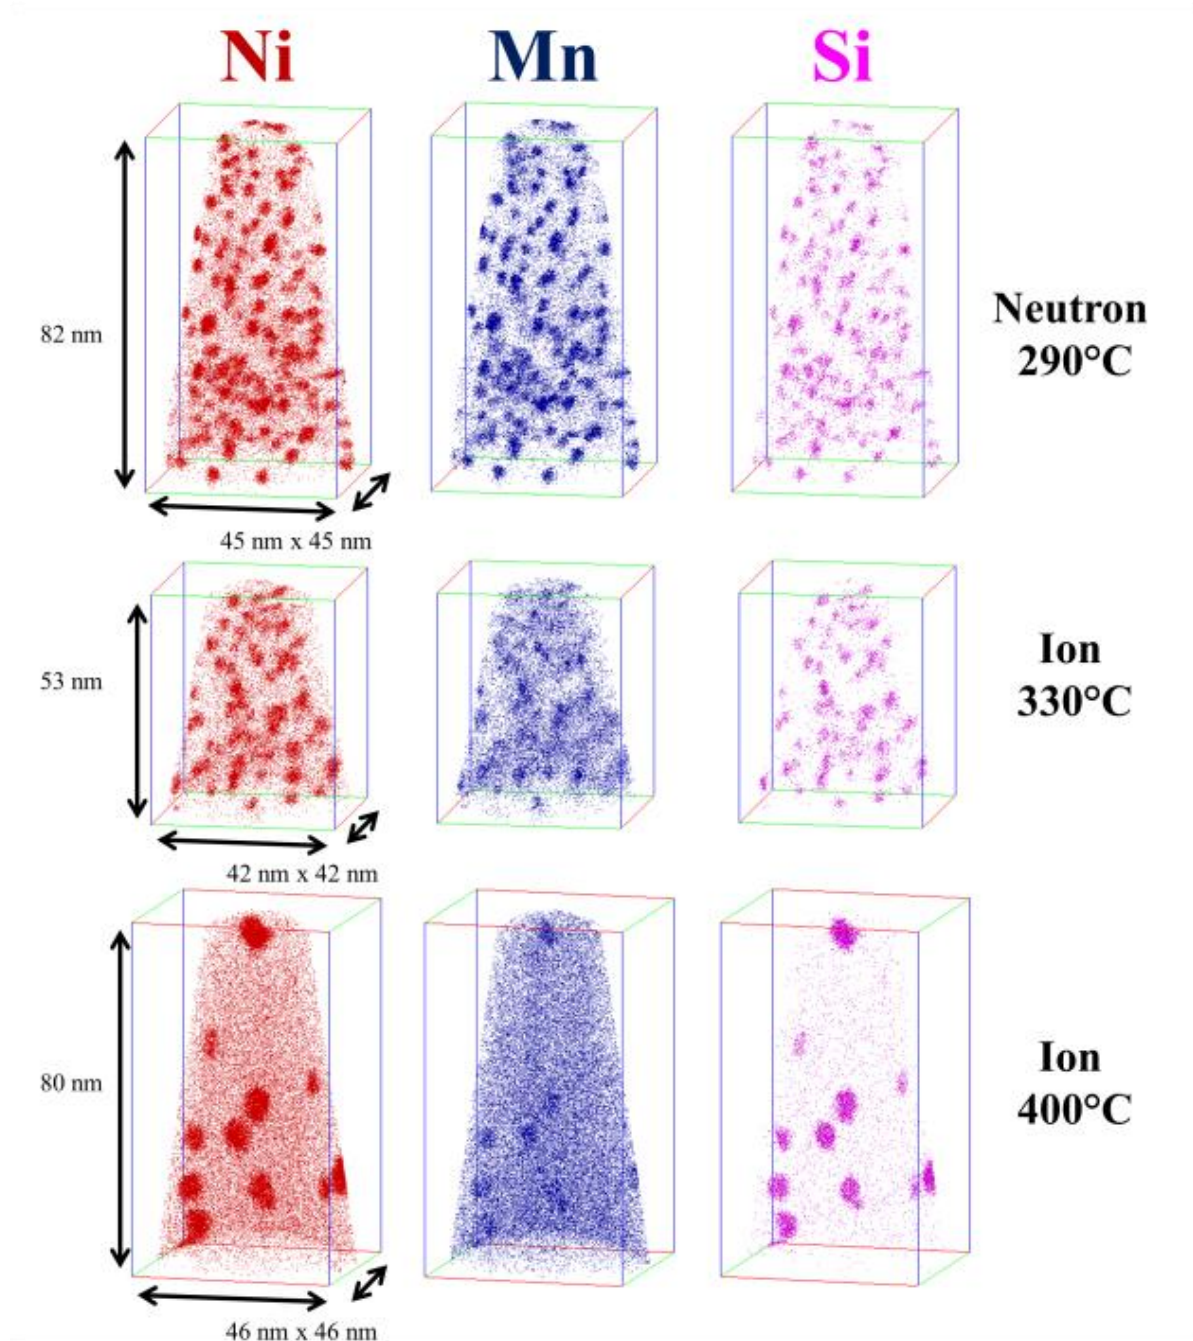 Ni Mn Si
82 nm
Neutron
290°C
45 nm x 45 nm
53 nm
Ion
330°C
42 nm x 42 nm
80 nm
Ion
400°C
46 nm x 46 nm